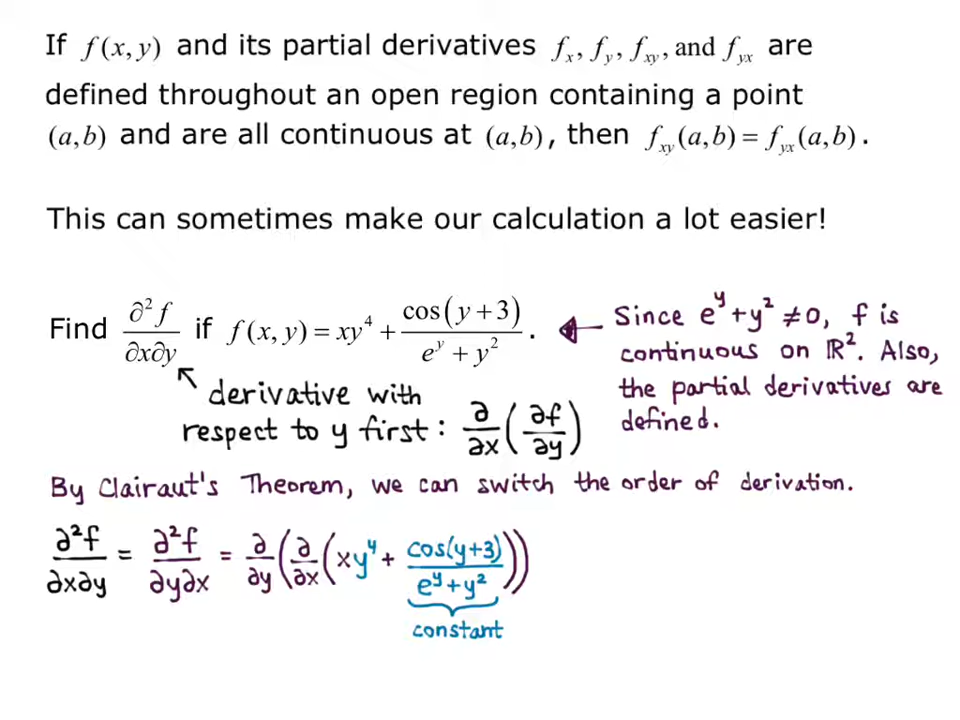 If f(x, y) and its partial derivatives fₓ, f_y, f_xy, and f_yx are
defined throughout an open region containing a point
(a,b) and are all continuous at (a,b), then f_xy(a,b) = f_yx(a,b).
This can sometimes make our calculation a lot easier!
Find ∂²f/∂x∂y if f(x, y) = xy⁴ + cos(y+3)/(e^y + y²).
Since e^y + y² ≠ 0, f is
continuous on ℝ². Also,
the partial derivatives are
defined.
derivative with
respect to y first: ∂/∂x(∂f/∂y)
By Clairaut's Theorem, we can switch the order of derivation.
∂²f/∂x∂y = ∂²f/∂y∂x = ∂/∂y(∂/∂x(xy⁴ + cos(y+3)/(e^y + y²)))
constant